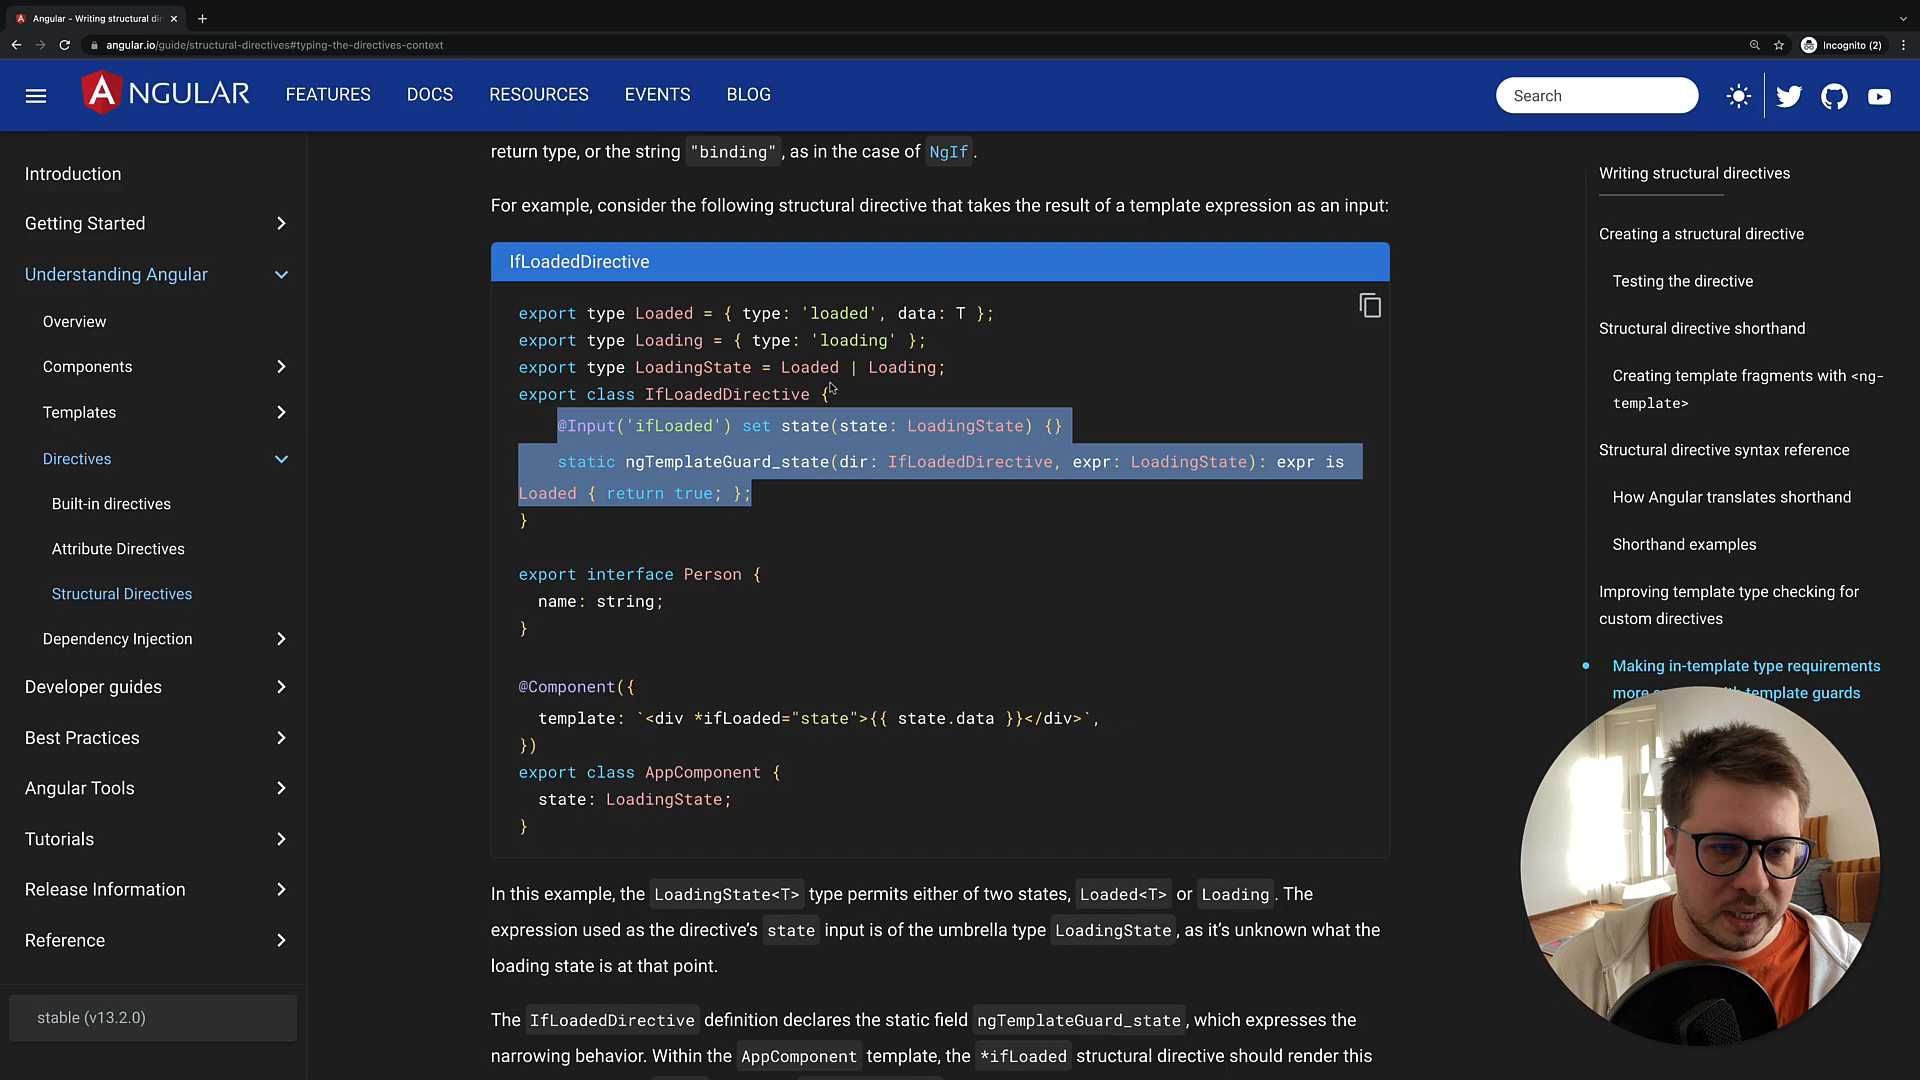 Angular - Writing structural di
angular.io/guide/structural-directives#typing-the-directives-context
Incognito (2)
ANGULAR
FEATURES
DOCS
RESOURCES
EVENTS
BLOG
Search
Introduction
Getting Started
Understanding Angular
Overview
Components
Templates
Directives
Built-in directives
Attribute Directives
Structural Directives
Dependency Injection
Developer guides
Best Practices
Angular Tools
Tutorials
Release Information
Reference
stable (v13.2.0)
return type, or the string "binding", as in the case of NgIf.
For example, consider the following structural directive that takes the result of a template expression as an input:
IfLoadedDirective
export type Loaded = { type: 'loaded', data: T };
export type Loading = { type: 'loading' };
export type LoadingState = Loaded | Loading;
export class IfLoadedDirective {
@Input('ifLoaded') set state(state: LoadingState) {}
static ngTemplateGuard_state(dir: IfLoadedDirective, expr: LoadingState): expr is
Loaded { return true; };
}
export interface Person {
name: string;
}
@Component({
template: `<div *ifLoaded="state">{{ state.data }}</div>`,
})
export class AppComponent {
state: LoadingState;
}
In this example, the LoadingState<T> type permits either of two states, Loaded<T> or Loading. The
expression used as the directive's state input is of the umbrella type LoadingState, as it's unknown what the
loading state is at that point.
The IfLoadedDirective definition declares the static field ngTemplateGuard_state, which expresses the
narrowing behavior. Within the AppComponent template, the *ifLoaded structural directive should render this
Writing structural directives
Creating a structural directive
Testing the directive
Structural directive shorthand
Creating template fragments with <ng-
template>
Structural directive syntax reference
How Angular translates shorthand
Shorthand examples
Improving template type checking for
custom directives
Making in-template type requirements
more template guards